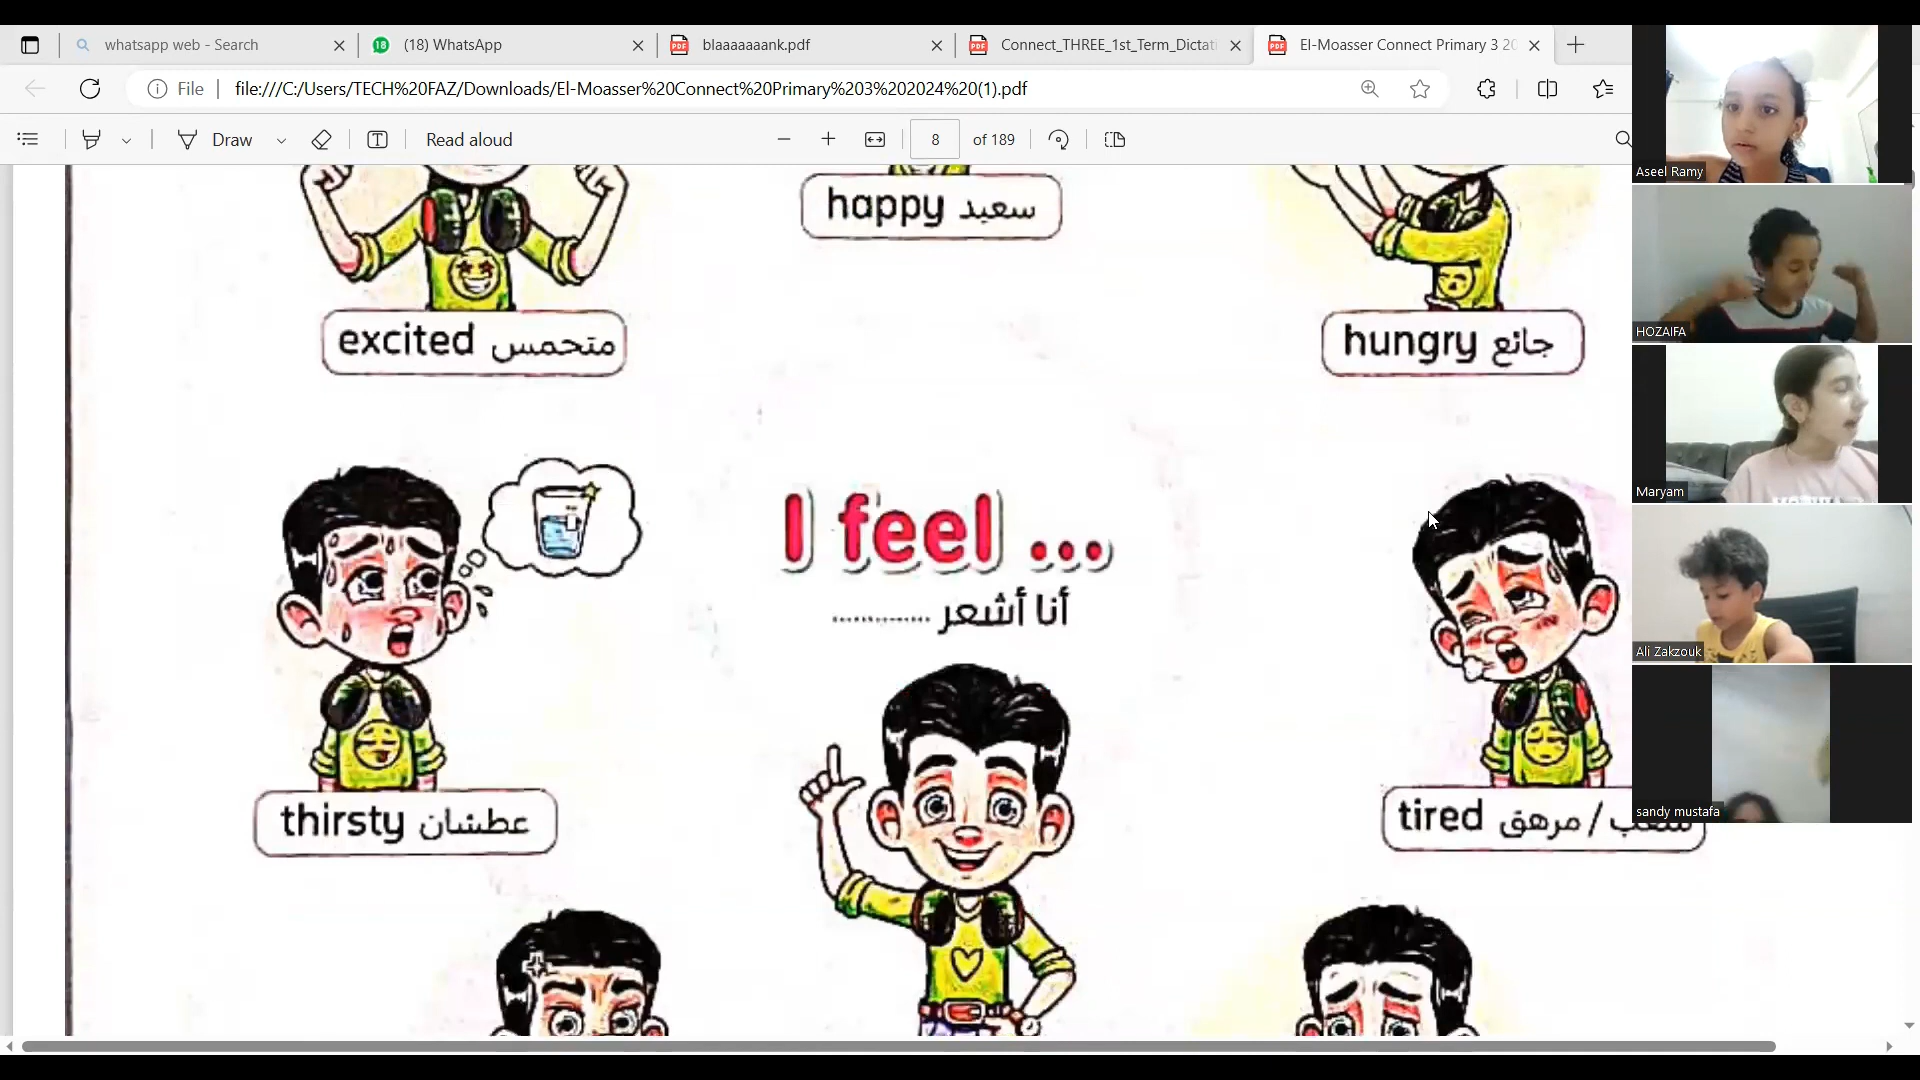 whatsapp web - Search
(18) WhatsApp
blaaaaaaank.pdf
Connect_THREE_1st_Term_Dictati
El-Moasser Connect Primary 3 20
File
file:///C:/Users/TECH%20FAZ/Downloads/El-Moasser%20Connect%20Primary%203%202024%20(1).pdf
Draw
Read aloud
8 of 189
happy سعيد
excited متحمس
hungry جائع
I feel ...
أنا أشعر ............
thirsty عطشان
tired متعب / مرهق
Aseel Ramy
HOZAIFA
Maryam
Ali Zakzouk
sandy mustafa